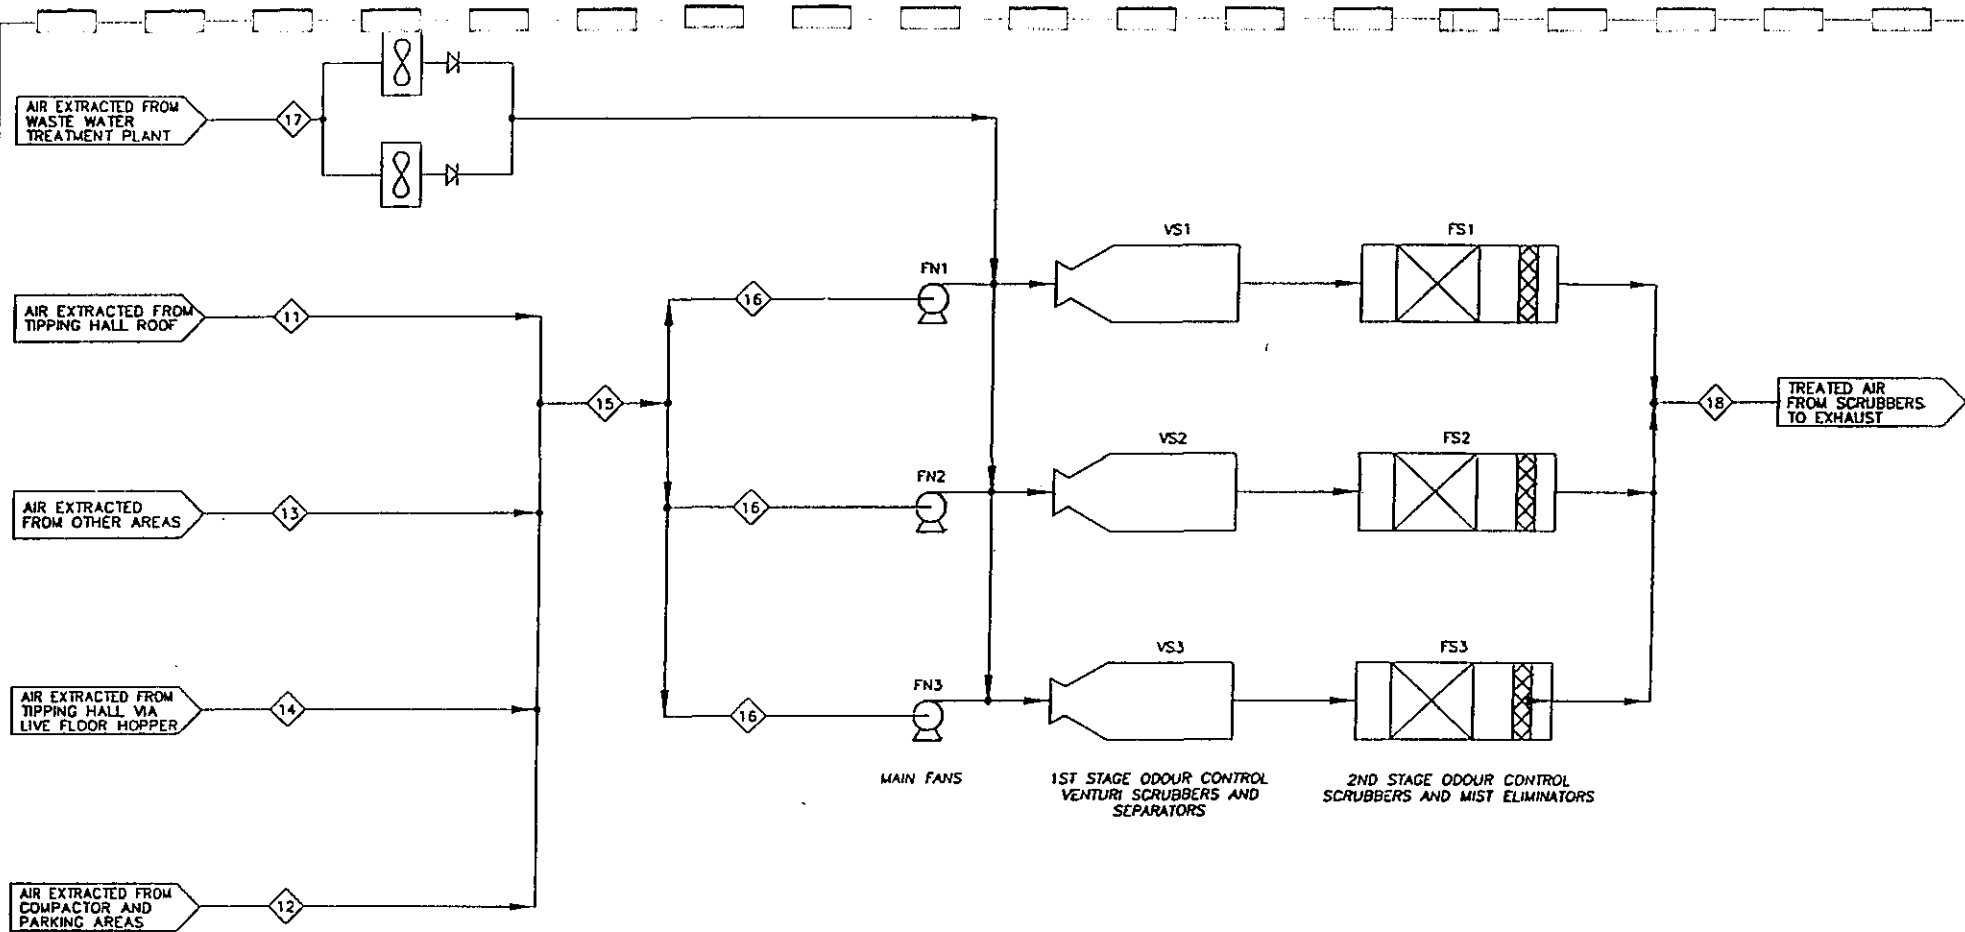 AIR EXTRACTED FROM
WASTE WATER
TREATMENT PLANT
17
VS1
FS1
FN1
16
AIR EXTRACTED FROM
TIPPING HALL ROOF
11
15
18
TREATED AIR
FROM SCRUBBERS
TO EXHAUST
VS2
FS2
FN2
16
AIR EXTRACTED
FROM OTHER AREAS
13
VS3
FS3
FN3
16
AIR EXTRACTED FROM
TIPPING HALL VIA
LIVE FLOOR HOPPER
14
MAIN FANS
1ST STAGE ODOUR CONTROL
VENTURI SCRUBBERS AND
SEPARATORS
2ND STAGE ODOUR CONTROL
SCRUBBERS AND MIST ELIMINATORS
AIR EXTRACTED FROM
COMPACTOR AND
PARKING AREAS
12